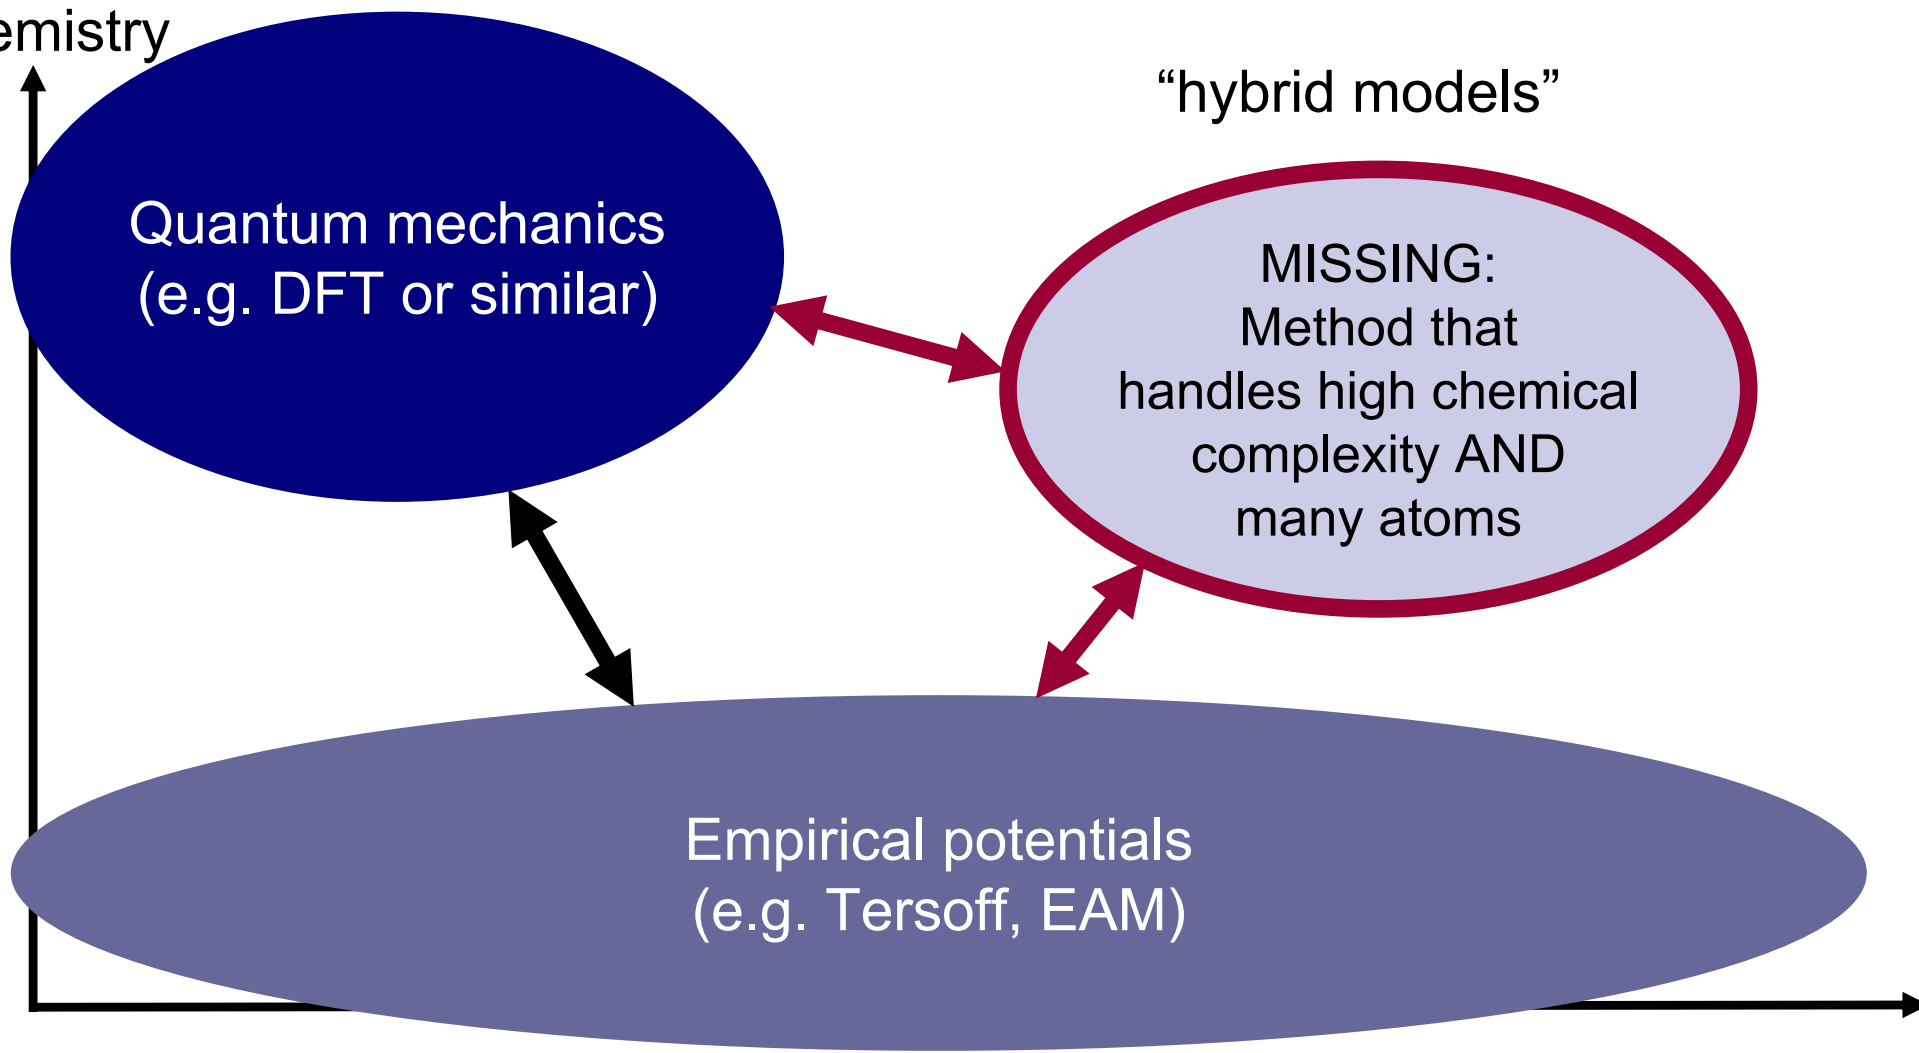 emistry
“hybrid models”
Quantum mechanics
(e.g. DFT or similar)
MISSING:
Method that
handles high chemical
complexity AND
many atoms
Empirical potentials
(e.g. Tersoff, EAM)